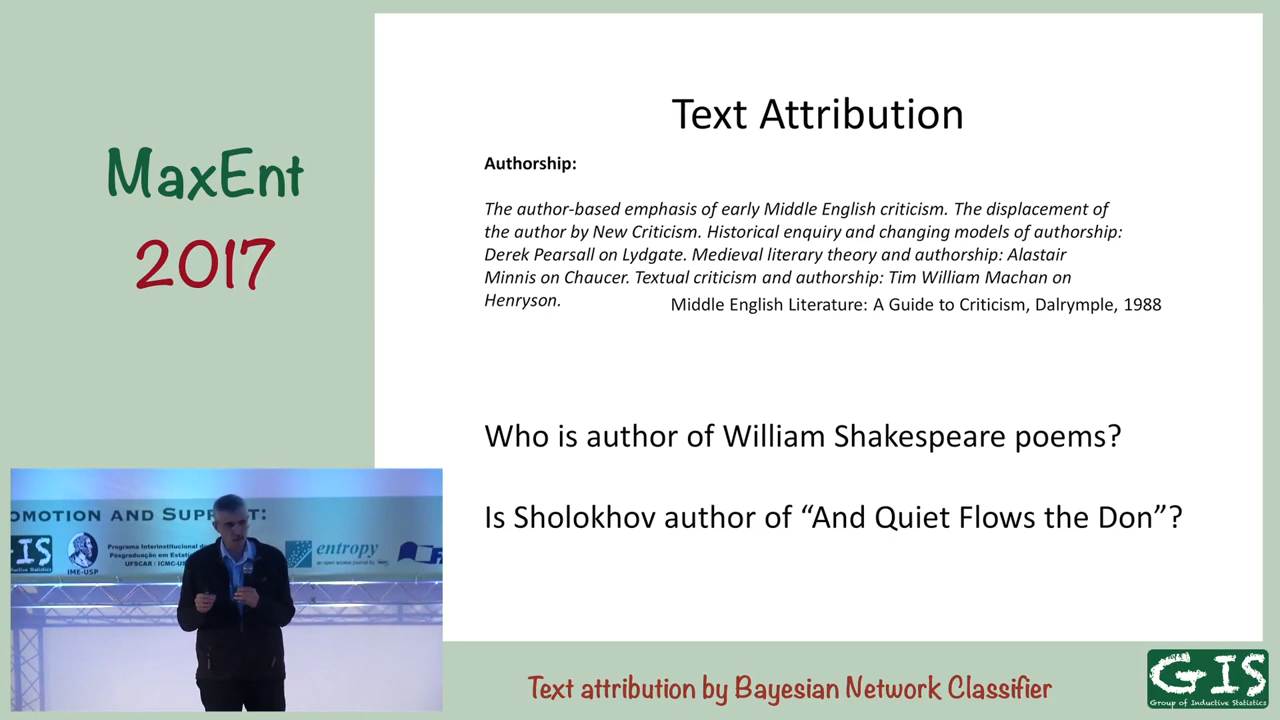 MaxEnt
2017
Text Attribution
Authorship:
The author-based emphasis of early Middle English criticism. The displacement of
the author by New Criticism. Historical enquiry and changing models of authorship:
Derek Pearsall on Lydgate. Medieval literary theory and authorship: Alastair
Minnis on Chaucer. Textual criticism and authorship: Tim William Machan on
Henryson.
Middle English Literature: A Guide to Criticism, Dalrymple, 1988
Who is author of William Shakespeare poems?
Is Sholokhov author of “And Quiet Flows the Don”?
OMOTION AND SUPP RT:
GIS
IME-USP
Programa Interinstitucional d
Posgraduação em Estat
UFSCAR / ICMC-US
entropy
an open access journal by
Text attribution by Bayesian Network Classifier
GIS
Group of Inductive Statistics